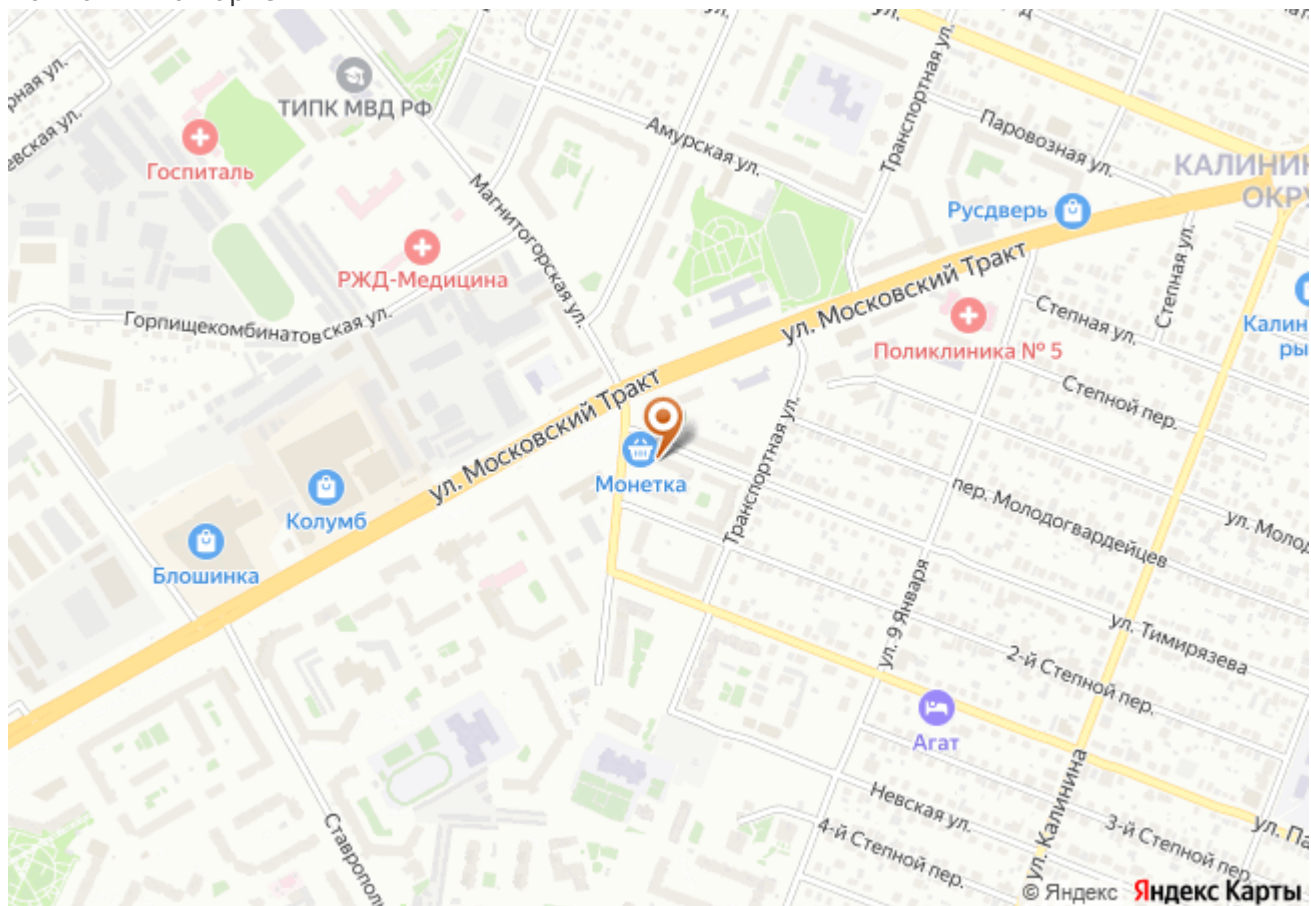 ТИПК МВД РФ
Госпиталь
Магнитогорская ул.
Амурская ул.
Транспортная ул.
Паровозная ул.
Русдверь
РЖД-Медицина
Горпищекомбинатовская ул.
ул. Московский Тракт
Степная ул.
Степная ул.
Поликлиника № 5
Степной пер.
ул. Московский Тракт
Монетка
Колумб
Блошинка
Транспортная ул.
пер. Молодогвардейцев
ул. 9 Января
ул. Тимирязева
2-й Степной пер.
Агат
ул. Калинина
Невская ул.
3-й Степной пер.
4-й Степной пер.
© Яндекс Яндекс Карты